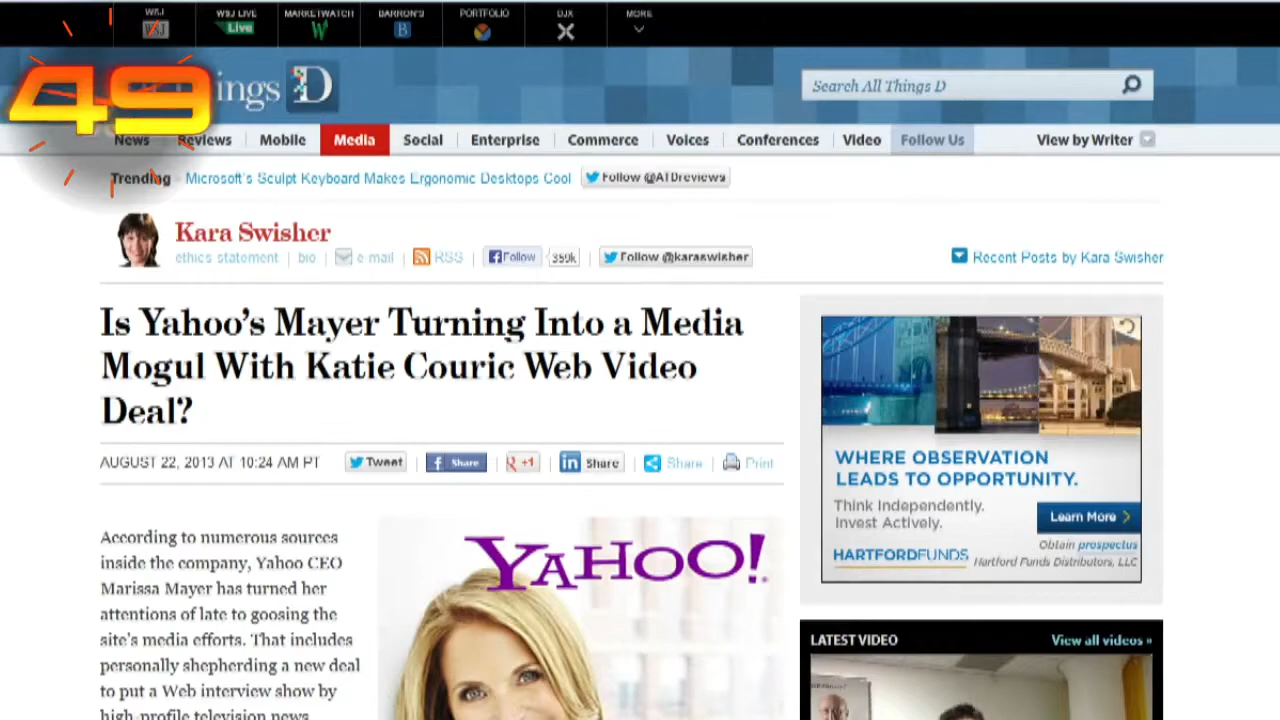 WSJ
WSJ LIVE
MARKETWATCH
BARRON'S
PORTFOLIO
DJX
MORE
WSJ
Live
W
B
49
ings D
Search All Things D
News Reviews Mobile Media Social Enterprise Commerce Voices Conferences Video Follow Us View by Writer
Trending Microsoft's Sculpt Keyboard Makes Ergonomic Desktops Cool Follow @ATDreviews
Kara Swisher
ethics statement | bio | e-mail | RSS | Follow 359k | Follow @karaswisher
Recent Posts by Kara Swisher
Is Yahoo's Mayer Turning Into a Media
Mogul With Katie Couric Web Video
Deal?
AUGUST 22, 2013 AT 10:24 AM PT Tweet | Share | +1 | in Share | Share | Print
According to numerous sources
inside the company, Yahoo CEO
Marissa Mayer has turned her
attentions of late to goosing the
site's media efforts. That includes
personally shepherding a new deal
to put a Web interview show by
high-profile television news
YAHOO!
WHERE OBSERVATION
LEADS TO OPPORTUNITY.
Think Independently.
Invest Actively.
Learn More
HARTFORDFUNDS
Obtain prospectus
Hartford Funds Distributors, LLC
LATEST VIDEO
View all videos »